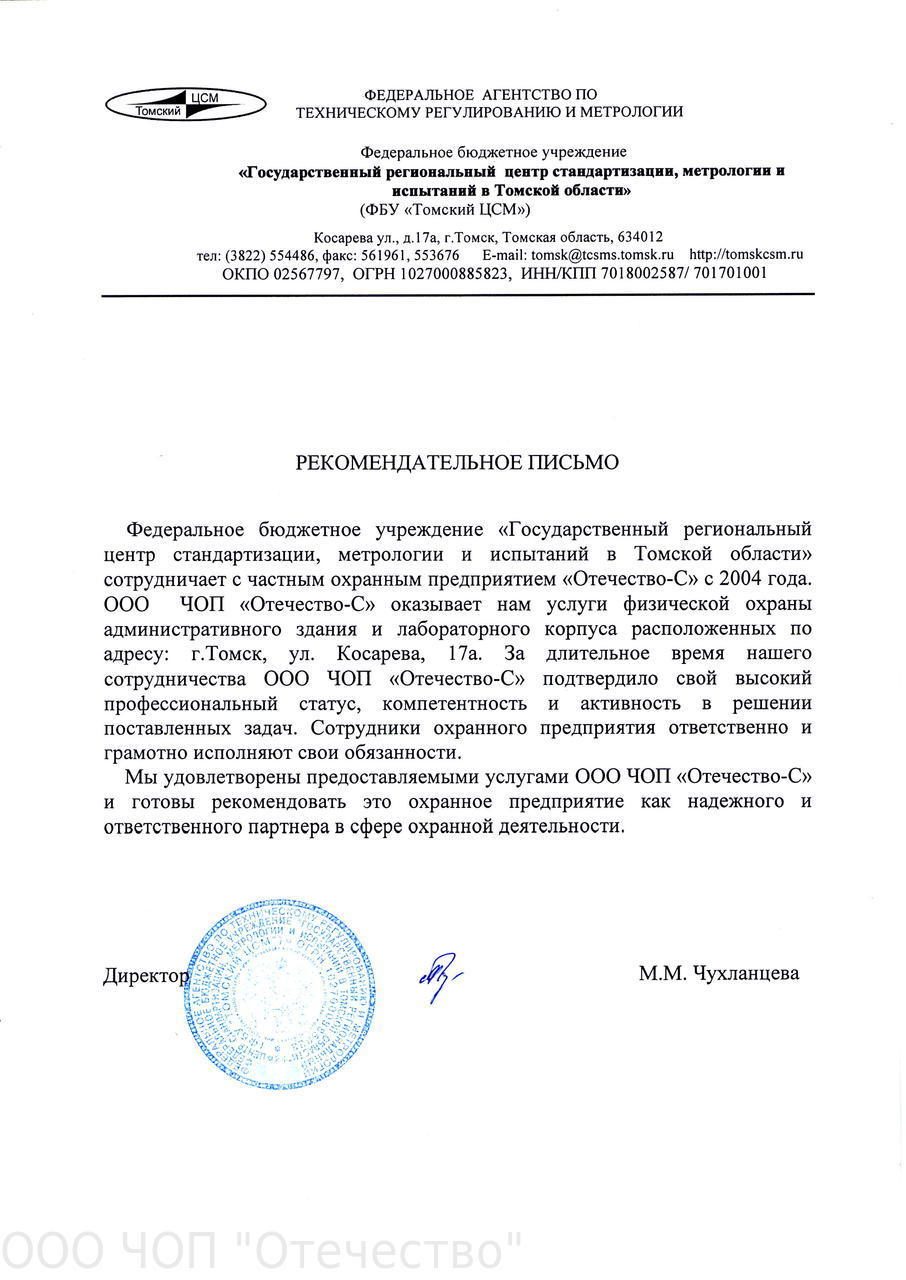 ЦСМ
Томский
ФЕДЕРАЛЬНОЕ АГЕНТСТВО ПО
ТЕХНИЧЕСКОМУ РЕГУЛИРОВАНИЮ И МЕТРОЛОГИИ
Федеральное бюджетное учреждение
«Государственный региональный центр стандартизации, метрологии и
испытаний в Томской области»
(ФБУ «Томский ЦСМ»)
Косарева ул., д.17а, г.Томск, Томская область, 634012
тел: (3822) 554486, факс: 561961, 553676 E-mail: tomsk@tcsms.tomsk.ru http://tomskcsm.ru
ОКПО 02567797, ОГРН 1027000885823, ИНН/КПП 7018002587/ 701701001
РЕКОМЕНДАТЕЛЬНОЕ ПИСЬМО
Федеральное бюджетное учреждение «Государственный региональный
центр стандартизации, метрологии и испытаний в Томской области»
сотрудничает с частным охранным предприятием «Отечество-С» с 2004 года.
ООО ЧОП «Отечество-С» оказывает нам услуги физической охраны
административного здания и лабораторного корпуса расположенных по
адресу: г.Томск, ул. Косарева, 17а. За длительное время нашего
сотрудничества ООО ЧОП «Отечество-С» подтвердило свой высокий
профессиональный статус, компетентность и активность в решении
поставленных задач. Сотрудники охранного предприятия ответственно и
грамотно исполняют свои обязанности.
Мы удовлетворены предоставляемыми услугами ООО ЧОП «Отечество-С»
и готовы рекомендовать это охранное предприятие как надежного и
ответственного партнера в сфере охранной деятельности.
Директор
М.М. Чухланцева
ООО ЧОП "Отечество"